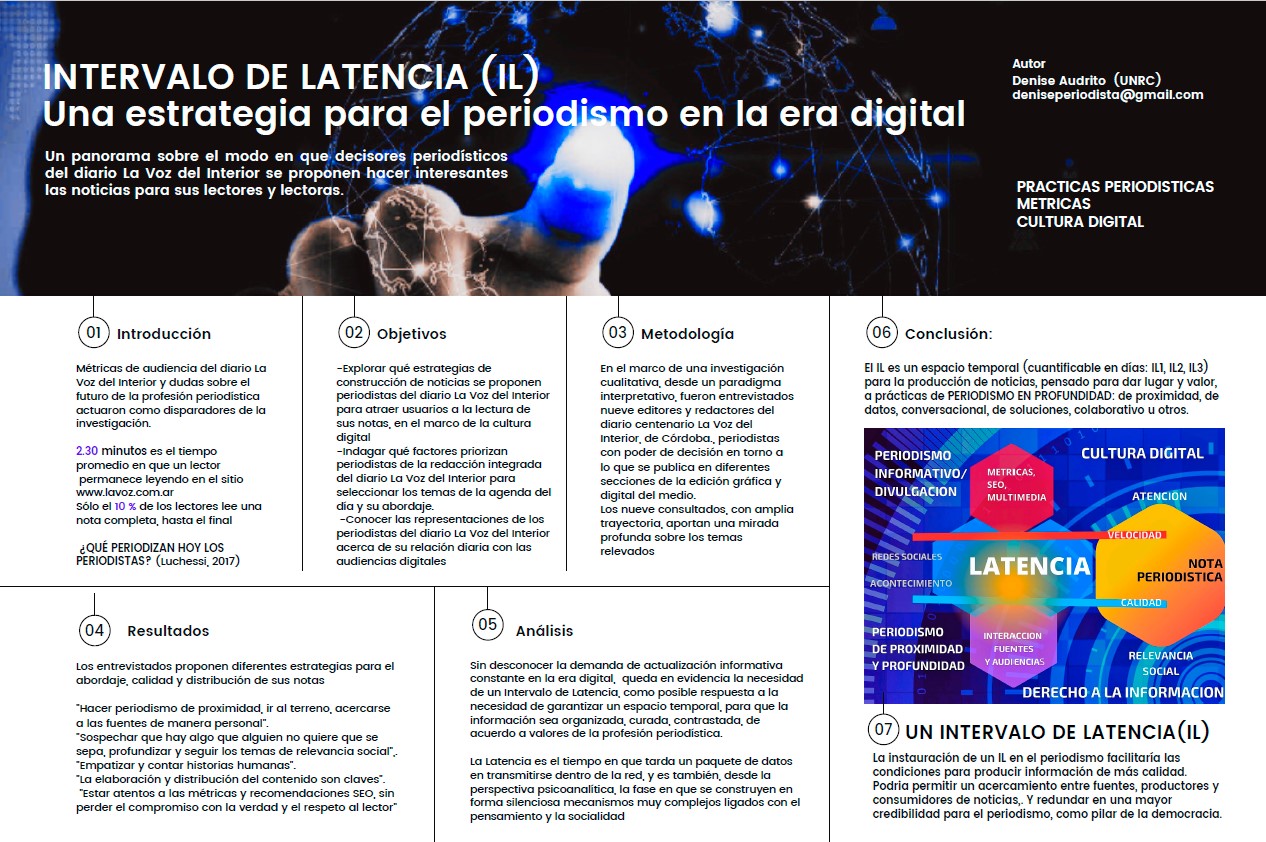 INTERVALO DE LATENCIA (IL)
Una estrategia para el periodismo en la era digital
Un panorama sobre el modo en que decisores periodísticos
del diario La Voz del Interior se proponen hacer interesantes
las noticias para sus lectores y lectoras.
Autor
Denise Audrito (UNRC)
deniseperiodista@gmail.com
PRACTICAS PERIODISTICAS
METRICAS
CULTURA DIGITAL
01 Introducción
Métricas de audiencia del diario La
Voz del Interior y dudas sobre el
futuro de la profesión periodística
actuaron como disparadores de la
investigación.
2.30 minutos es el tiempo
promedio en que un lector
permanece leyendo en el sitio
www.lavoz.com.ar
Sólo el 10 % de los lectores lee una
nota completa, hasta el final
¿QUÉ PERIODIZAN HOY LOS
PERIODISTAS? (Luchessi, 2017)
02 Objetivos
-Explorar qué estrategias de
construcción de noticias se proponen
periodistas del diario La Voz del Interior
para atraer usuarios a la lectura de
sus notas, en el marco de la cultura
digital
-Indagar qué factores priorizan
periodistas de la redacción integrada
del diario La Voz del Interior para
seleccionar los temas de la agenda del
día y su abordaje.
-Conocer las representaciones de los
periodistas del diario La Voz del Interior
acerca de su relación diaria con las
audiencias digitales
03 Metodología
En el marco de una investigación
cualitativa, desde un paradigma
interpretativo, fueron entrevistados
nueve editores y redactores del
diario centenario La Voz del
Interior, de Córdoba., periodistas
con poder de decisión en torno a
lo que se publica en diferentes
secciones de la edición gráfica y
digital del medio.
Los nueve consultados, con amplia
trayectoria, aportan una mirada
profunda sobre los temas
relevados
04 Resultados
Los entrevistados proponen diferentes estrategias para el
abordaje, calidad y distribución de sus notas
"Hacer periodismo de proximidad, ir al terreno, acercarse
a las fuentes de manera personal".
"Sospechar que hay algo que alguien no quiere que se
sepa, profundizar y seguir los temas de relevancia social",.
"Empatizar y contar historias humanas".
"La elaboración y distribución del contenido son claves".
"Estar atentos a las métricas y recomendaciones SEO, sin
perder el compromiso con la verdad y el respeto al lector"
05 Análisis
Sin desconocer la demanda de actualización informativa
constante en la era digital, queda en evidencia la necesidad
de un Intervalo de Latencia, como posible respuesta a la
necesidad de garantizar un espacio temporal, para que la
información sea organizada, curada, contrastada, de
acuerdo a valores de la profesión periodística.
La Latencia es el tiempo en que tarda un paquete de datos
en transmitirse dentro de la red, y es también, desde la
perspectiva psicoanalítica, la fase en que se construyen en
forma silenciosa mecanismos muy complejos ligados con el
pensamiento y la socialidad
06 Conclusión:
El IL es un espacio temporal (cuantificable en días: IL1, IL2, IL3)
para la producción de noticias, pensado para dar lugar y valor,
a prácticas de PERIODISMO EN PROFUNDIDAD: de proximidad, de
datos, conversacional, de soluciones, colaborativo u otros.
PERIODISMO
INFORMATIVO/
DIVULGACION
METRICAS,
SEO,
MULTIMEDIA
CULTURA DIGITAL
ATENCIÓN
VELOCIDAD
REDES SOCIALES
LATENCIA
NOTA
PERIODISTICA
ACONTECIMIENTO
CALIDAD
PERIODISMO
DE PROXIMIDAD
Y PROFUNDIDAD
INTERACCION
FUENTES
Y AUDIENCIAS
RELEVANCIA
SOCIAL
DERECHO A LA INFORMACION
07 UN INTERVALO DE LATENCIA(IL)
La instauración de un IL en el periodismo facilitaría las
condiciones para producir información de más calidad.
Podria permitir un acercamiento entre fuentes, productores y
consumidores de noticias,. Y redundar en una mayor
credibilidad para el periodismo, como pilar de la democracia.